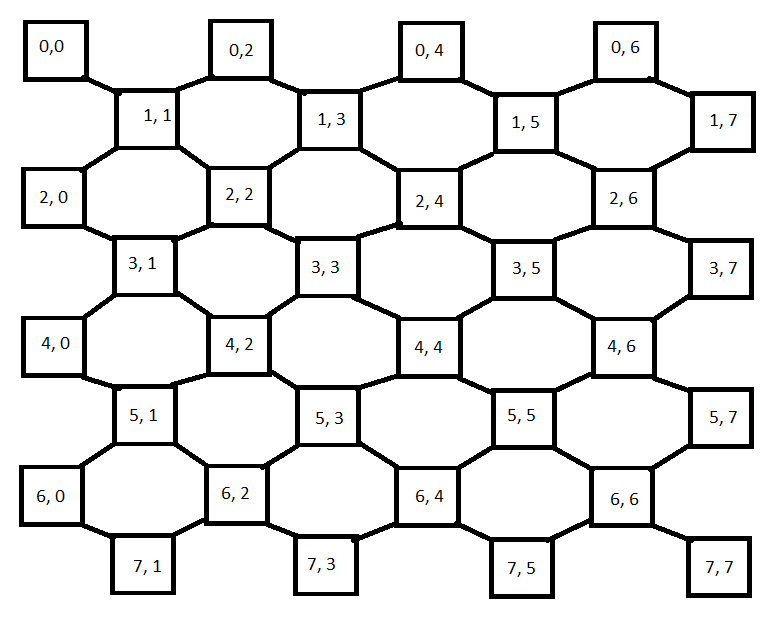 0,0 0,2 0, 4 0, 6
1, 1 1, 3 1, 5 1, 7
2, 0 2, 2 2, 4 2, 6
3, 1 3, 3 3, 5 3, 7
4, 0 4, 2 4, 4 4, 6
5, 1 5, 3 5, 5 5, 7
6, 0 6, 2 6, 4 6, 6
7, 1 7, 3 7, 5 7, 7